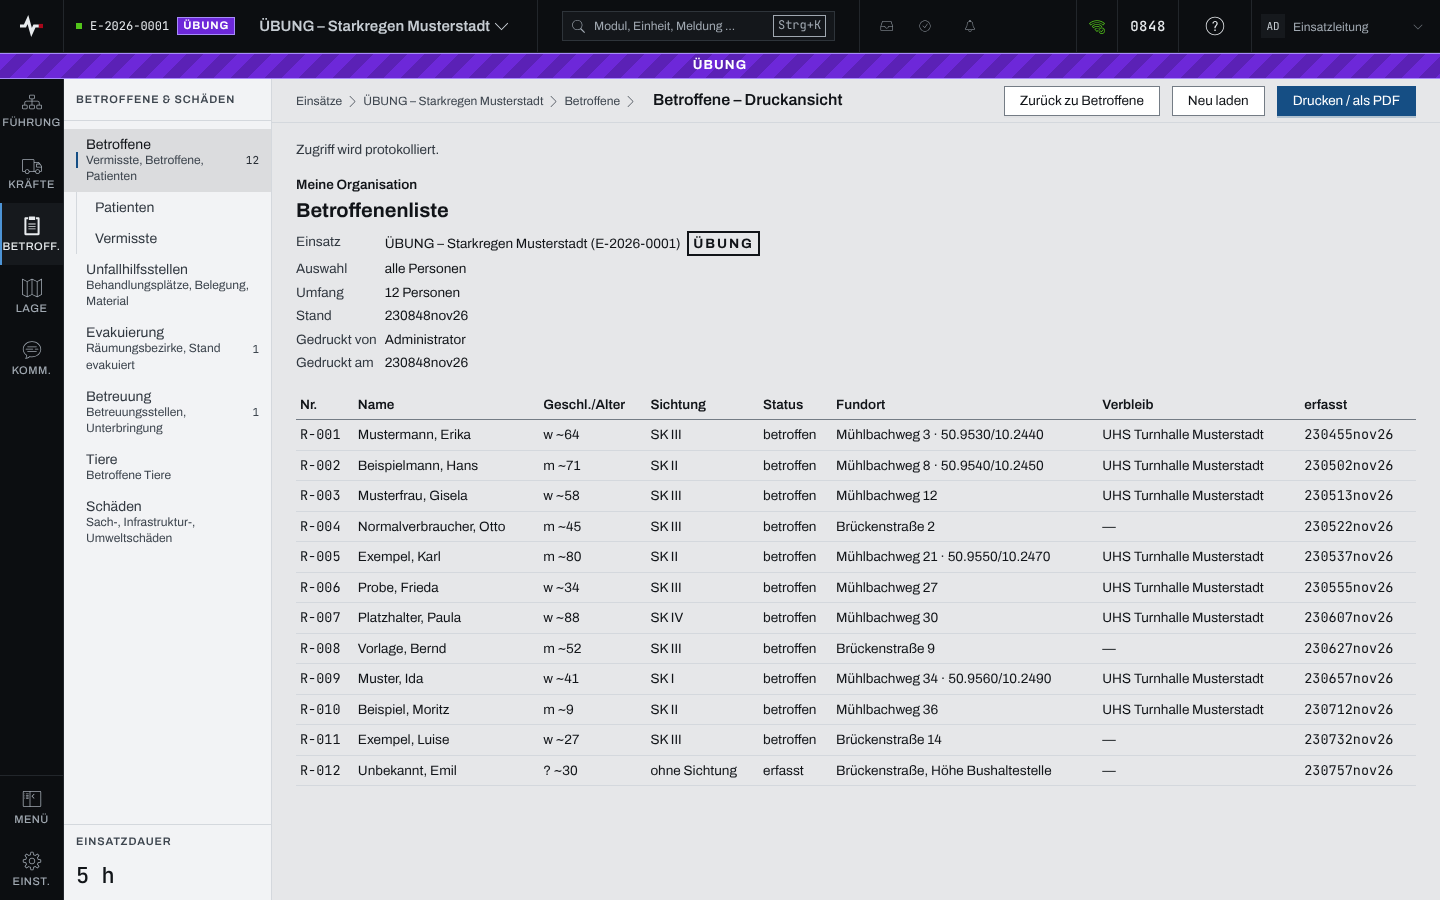 E-2026-0001 ÜBUNG ÜBUNG – Starkregen Musterstadt Modul, Einheit, Meldung ... Strg+K 0848 ? AD Einsatzleitung
ÜBUNG
FÜHRUNG
KRÄFTE
BETROFF.
LAGE
KOMM.
MENÜ
EINST.
BETROFFENE & SCHÄDEN
Betroffene
Vermisste, Betroffene, 12
Patienten
Patienten
Vermisste
Unfallhilfsstellen
Behandlungsplätze, Belegung,
Material
Evakuierung
Räumungsbezirke, Stand 1
evakuiert
Betreuung
Betreuungsstellen, 1
Unterbringung
Tiere
Betroffene Tiere
Schäden
Sach-, Infrastruktur-,
Umweltschäden
EINSATZDAUER
5 h
Einsätze ÜBUNG – Starkregen Musterstadt Betroffene Betroffene – Druckansicht Zurück zu Betroffene Neu laden Drucken / als PDF
Zugriff wird protokolliert.
Meine Organisation
Betroffenenliste
Einsatz ÜBUNG – Starkregen Musterstadt (E-2026-0001) ÜBUNG
Auswahl alle Personen
Umfang 12 Personen
Stand 230848nov26
Gedruckt von Administrator
Gedruckt am 230848nov26
Nr. Name Geschl./Alter Sichtung Status Fundort Verbleib erfasst
R-001 Mustermann, Erika w ~64 SK III betroffen Mühlbachweg 3 · 50.9530/10.2440 UHS Turnhalle Musterstadt 230455nov26
R-002 Beispielmann, Hans m ~71 SK II betroffen Mühlbachweg 8 · 50.9540/10.2450 UHS Turnhalle Musterstadt 230502nov26
R-003 Musterfrau, Gisela w ~58 SK III betroffen Mühlbachweg 12 UHS Turnhalle Musterstadt 230513nov26
R-004 Normalverbraucher, Otto m ~45 SK III betroffen Brückenstraße 2 — 230522nov26
R-005 Exempel, Karl m ~80 SK II betroffen Mühlbachweg 21 · 50.9550/10.2470 UHS Turnhalle Musterstadt 230537nov26
R-006 Probe, Frieda w ~34 SK III betroffen Mühlbachweg 27 UHS Turnhalle Musterstadt 230555nov26
R-007 Platzhalter, Paula w ~88 SK IV betroffen Mühlbachweg 30 UHS Turnhalle Musterstadt 230607nov26
R-008 Vorlage, Bernd m ~52 SK III betroffen Brückenstraße 9 — 230627nov26
R-009 Muster, Ida w ~41 SK I betroffen Mühlbachweg 34 · 50.9560/10.2490 UHS Turnhalle Musterstadt 230657nov26
R-010 Beispiel, Moritz m ~9 SK II betroffen Mühlbachweg 36 UHS Turnhalle Musterstadt 230712nov26
R-011 Exempel, Luise w ~27 SK III betroffen Brückenstraße 14 — 230732nov26
R-012 Unbekannt, Emil ? ~30 ohne Sichtung erfasst Brückenstraße, Höhe Bushaltestelle — 230757nov26